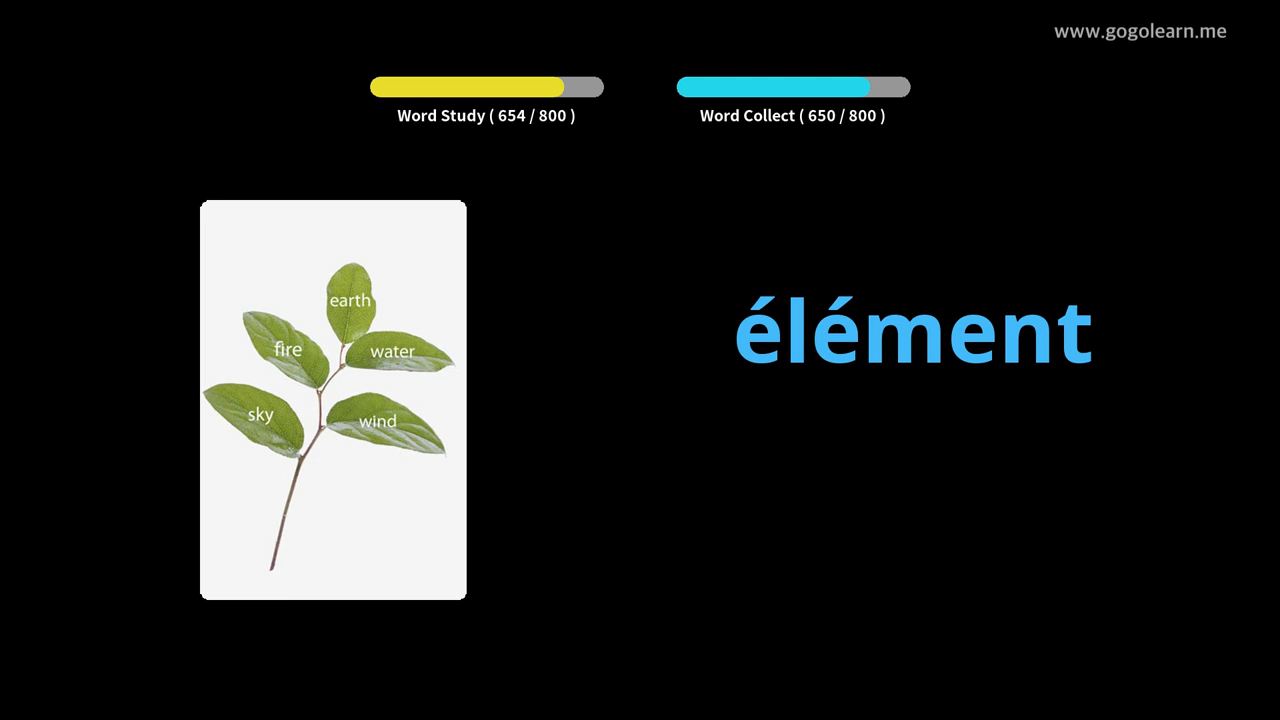 www.gogolearn.me
Word Study ( 654 / 800 )
Word Collect ( 650 / 800 )
earth
fire
water
sky
wind
élément